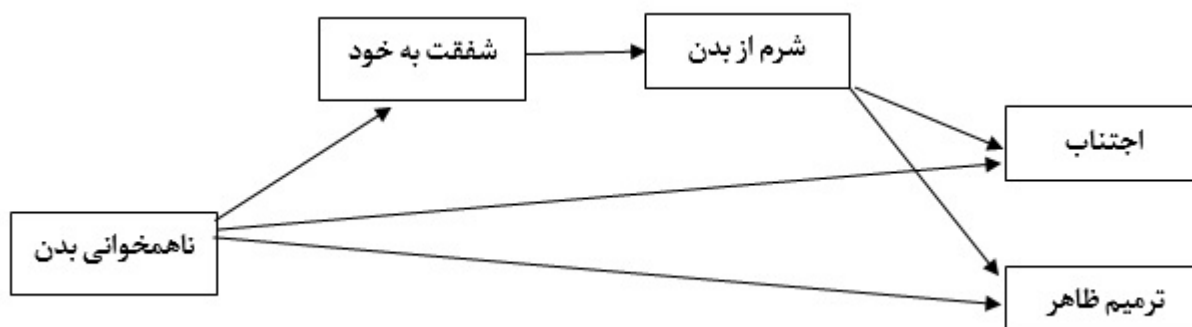 شفقت به خود
شرم از بدن
اجتناب
ناهمخوانی بدن
ترمیم ظاهر